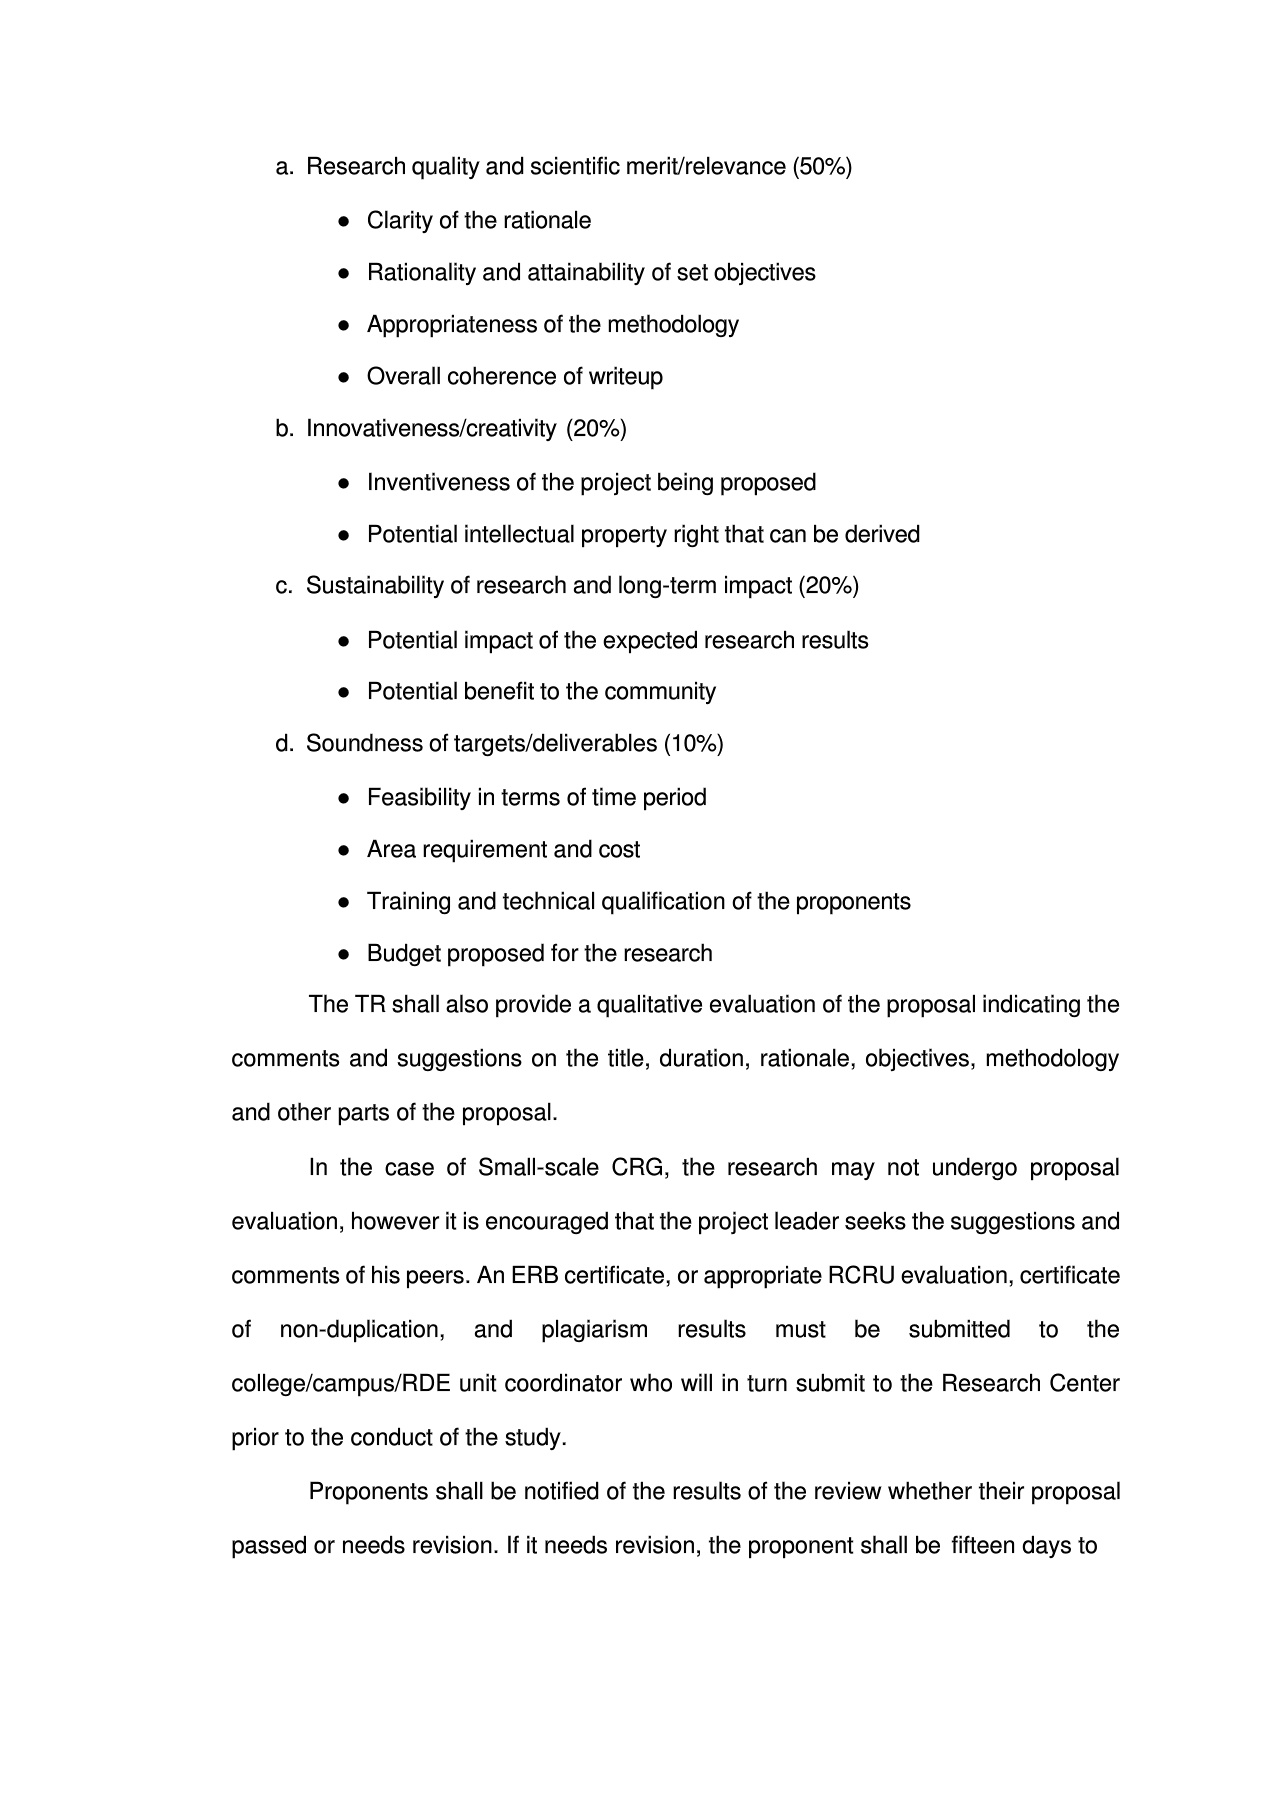 a. Research quality and scientific merit/relevance (50%)
● Clarity of the rationale
● Rationality and attainability of set objectives
● Appropriateness of the methodology
● Overall coherence of writeup
b. Innovativeness/creativity (20%)
● Inventiveness of the project being proposed
● Potential intellectual property right that can be derived
c. Sustainability of research and long-term impact (20%)
● Potential impact of the expected research results
● Potential benefit to the community
d. Soundness of targets/deliverables (10%)
● Feasibility in terms of time period
● Area requirement and cost
● Training and technical qualification of the proponents
● Budget proposed for the research
The TR shall also provide a qualitative evaluation of the proposal indicating the
comments and suggestions on the title, duration, rationale, objectives, methodology
and other parts of the proposal.
In the case of Small-scale CRG, the research may not undergo proposal
evaluation, however it is encouraged that the project leader seeks the suggestions and
comments of his peers. An ERB certificate, or appropriate RCRU evaluation, certificate
of non-duplication, and plagiarism results must be submitted to the
college/campus/RDE unit coordinator who will in turn submit to the Research Center
prior to the conduct of the study.
Proponents shall be notified of the results of the review whether their proposal
passed or needs revision. If it needs revision, the proponent shall be fifteen days to